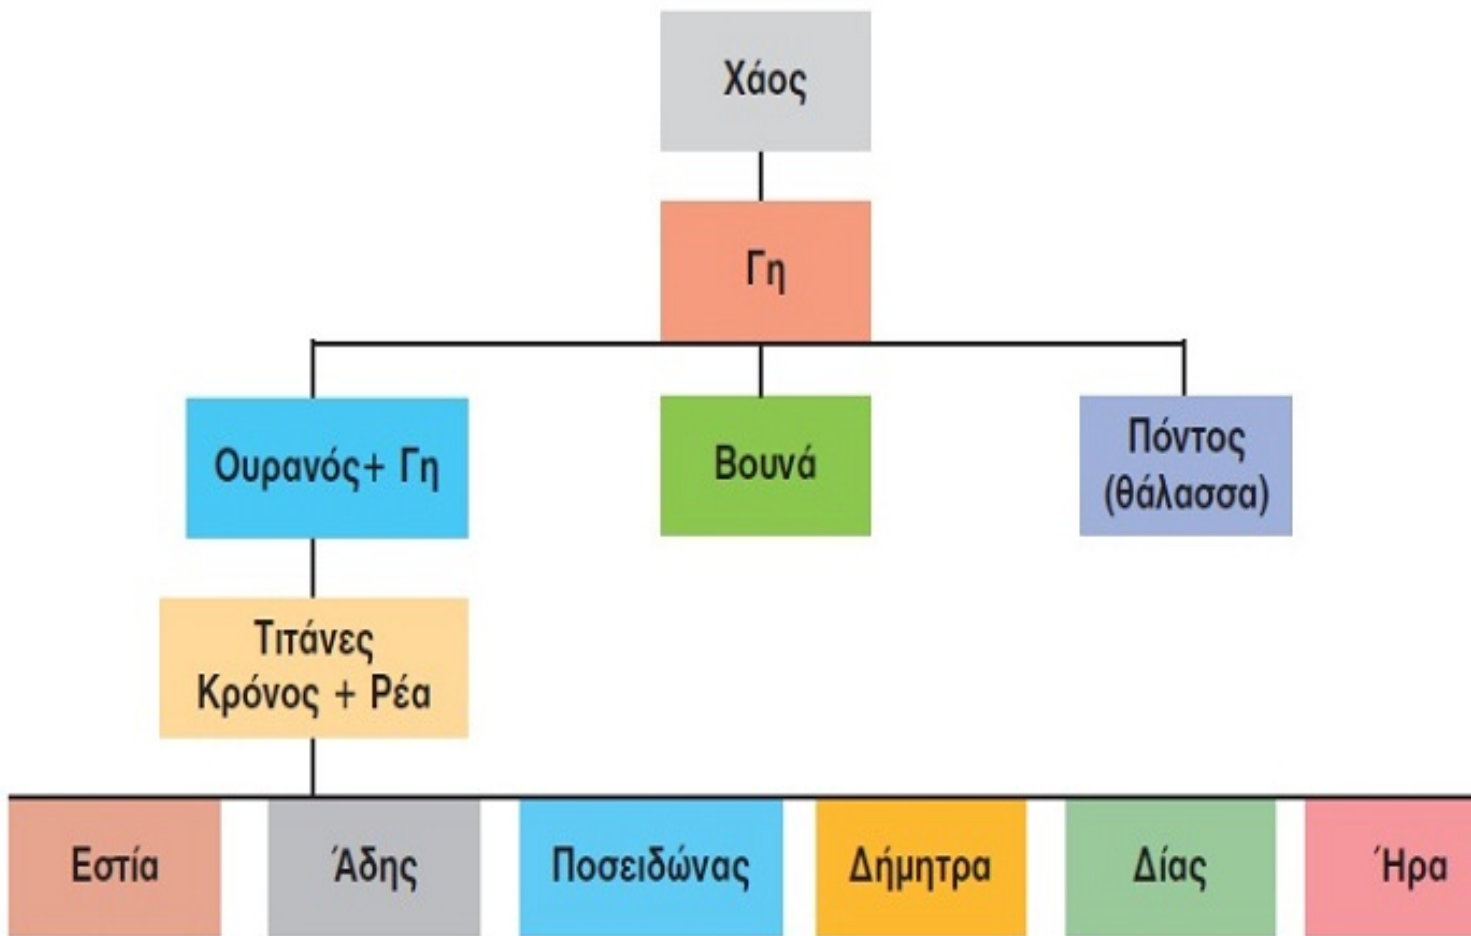 Χάος
Γη
Ουρανός+ Γη
Βουνά
Πόντος
(θάλασσα)
Τιτάνες
Κρόνος + Ρέα
Εστία
Άδης
Ποσειδώνας
Δήμητρα
Δίας
Ήρα